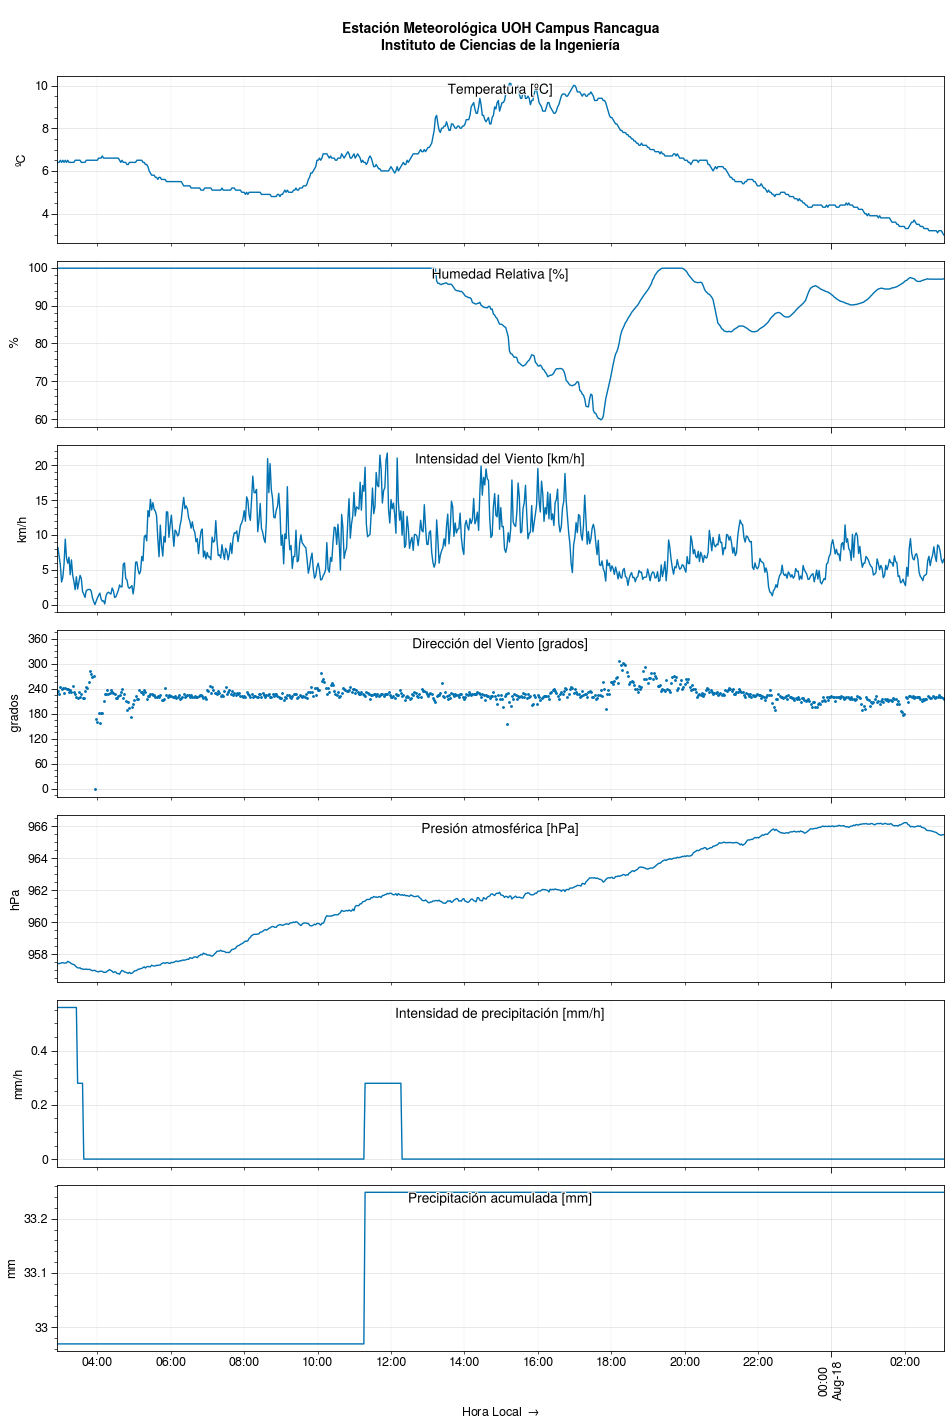 Estación Meteorológica UOH Campus Rancagua
Instituto de Ciencias de la Ingeniería
Temperatura [ºC]
10
8
6
4
ºC
Humedad Relativa [%]
100
90
80
70
60
%
Intensidad del Viento [km/h]
20
15
10
5
0
km/h
Dirección del Viento [grados]
360
300
240
180
120
60
0
grados
Presión atmosférica [hPa]
966
964
962
960
958
hPa
Intensidad de precipitación [mm/h]
0.4
0.2
0
mm/h
Precipitación acumulada [mm]
33.2
33.1
33
mm
04:00 06:00 08:00 10:00 12:00 14:00 16:00 18:00 20:00 22:00 00:00 02:00
Aug-18
Hora Local →